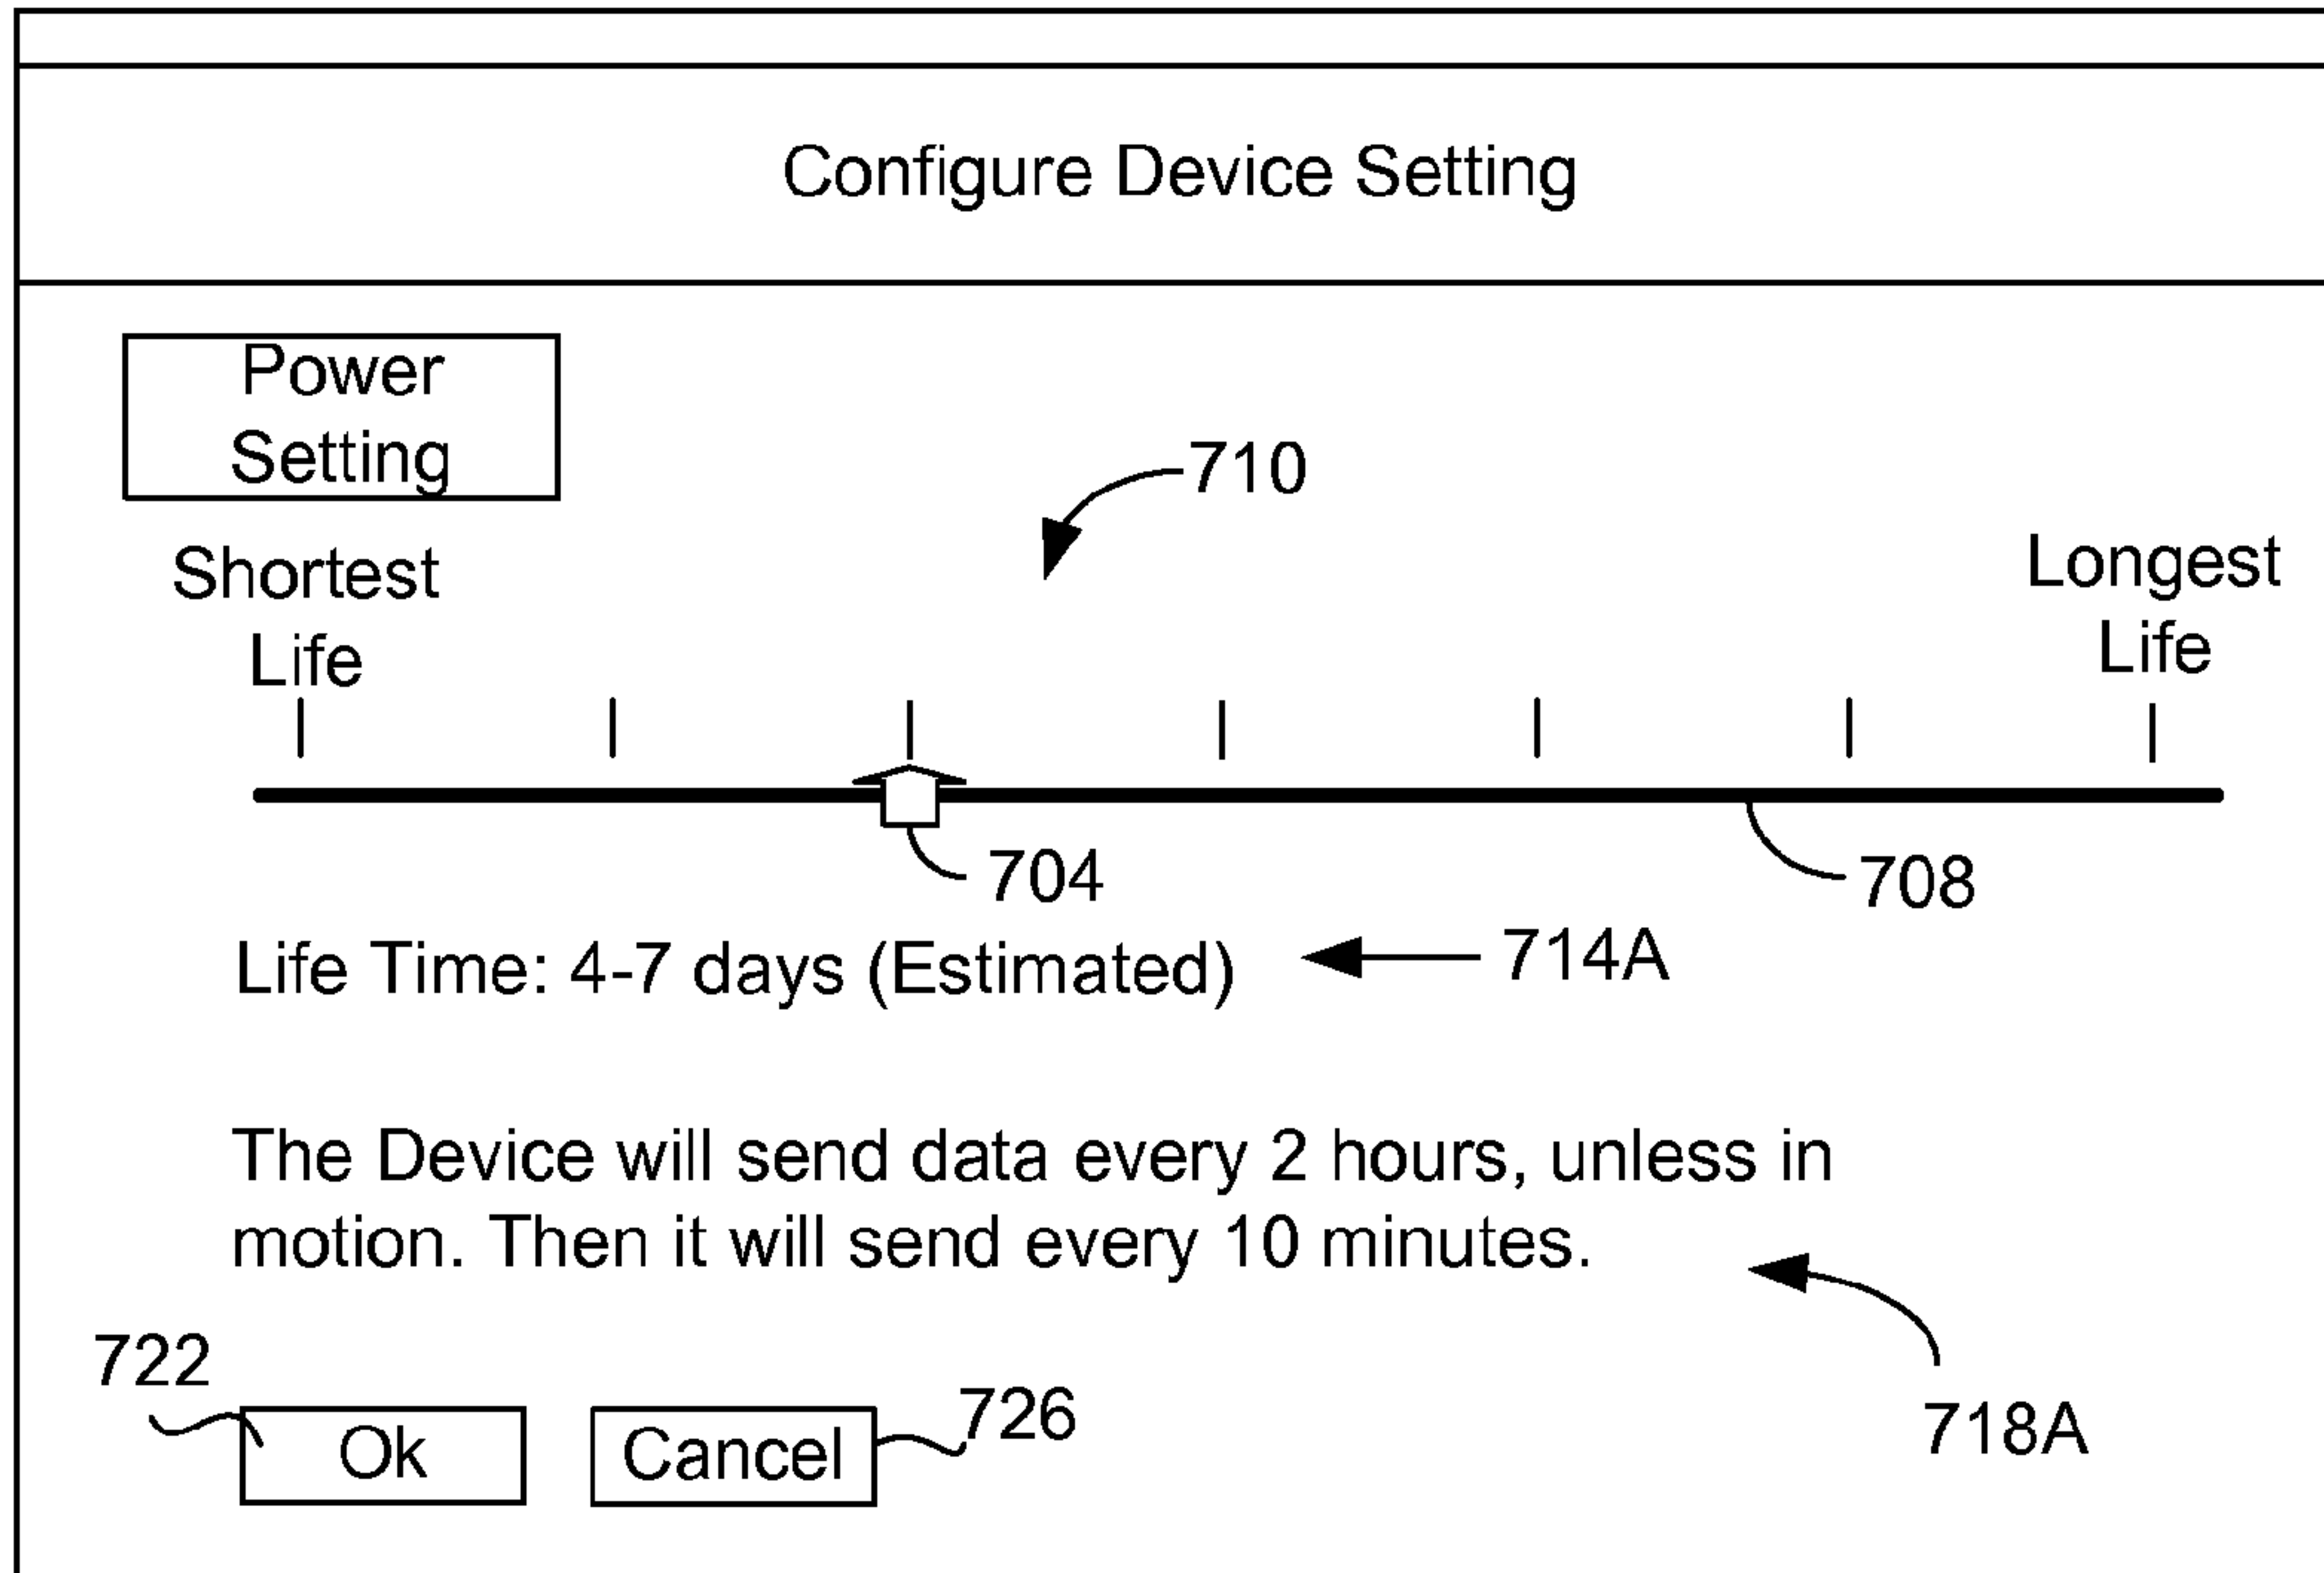 Configure Device Setting
Power
Setting
710
Shortest
Life
Longest
Life
704
708
Life Time: 4-7 days (Estimated)
714A
The Device will send data every 2 hours, unless in
motion. Then it will send every 10 minutes.
722
Ok
Cancel
726
718A